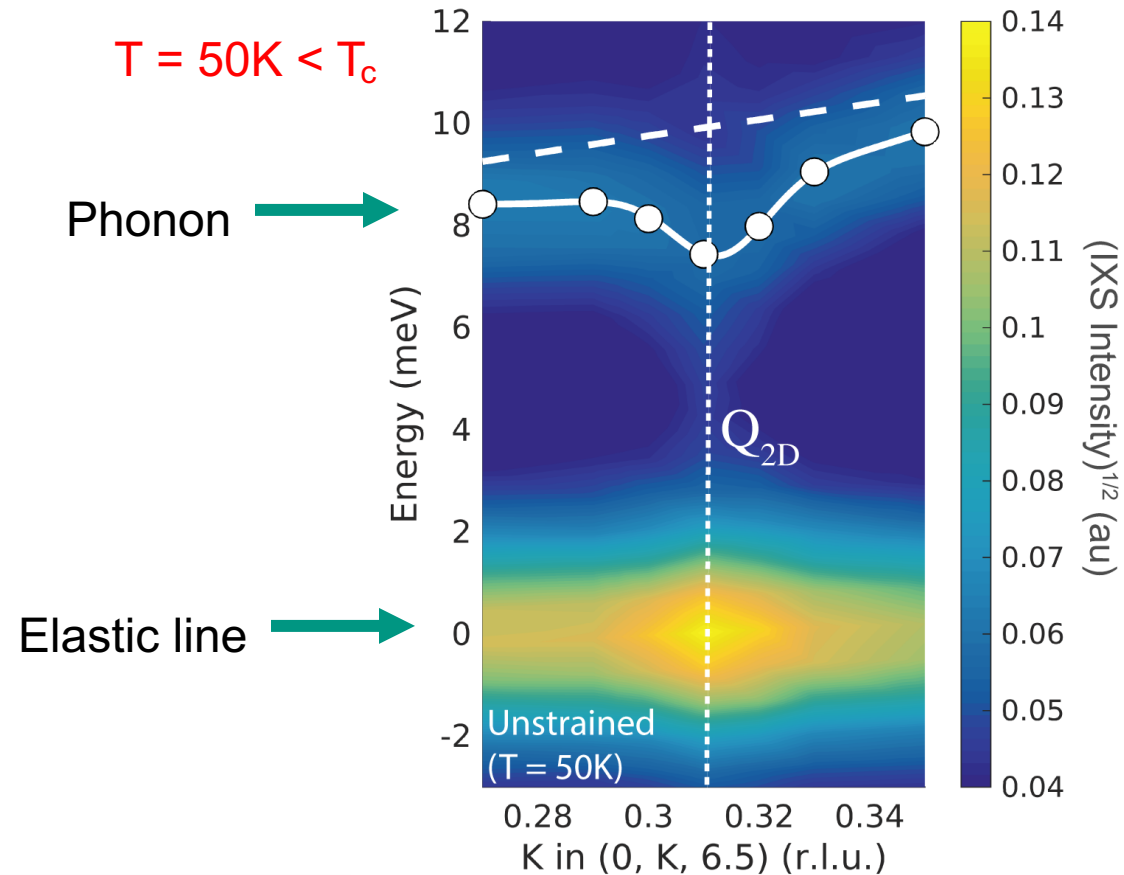 T = 50K < Tc
Phonon
Elastic line
Energy (meV)
12
10
8
6
4
2
0
-2
Q2D
Unstrained
(T = 50K)
0.28
0.3
0.32
0.34
K in (0, K, 6.5) (r.l.u.)
0.14
0.13
0.12
0.11
0.1
0.09
0.08
0.07
0.06
0.05
0.04
(IXS Intensity)1/2 (au)